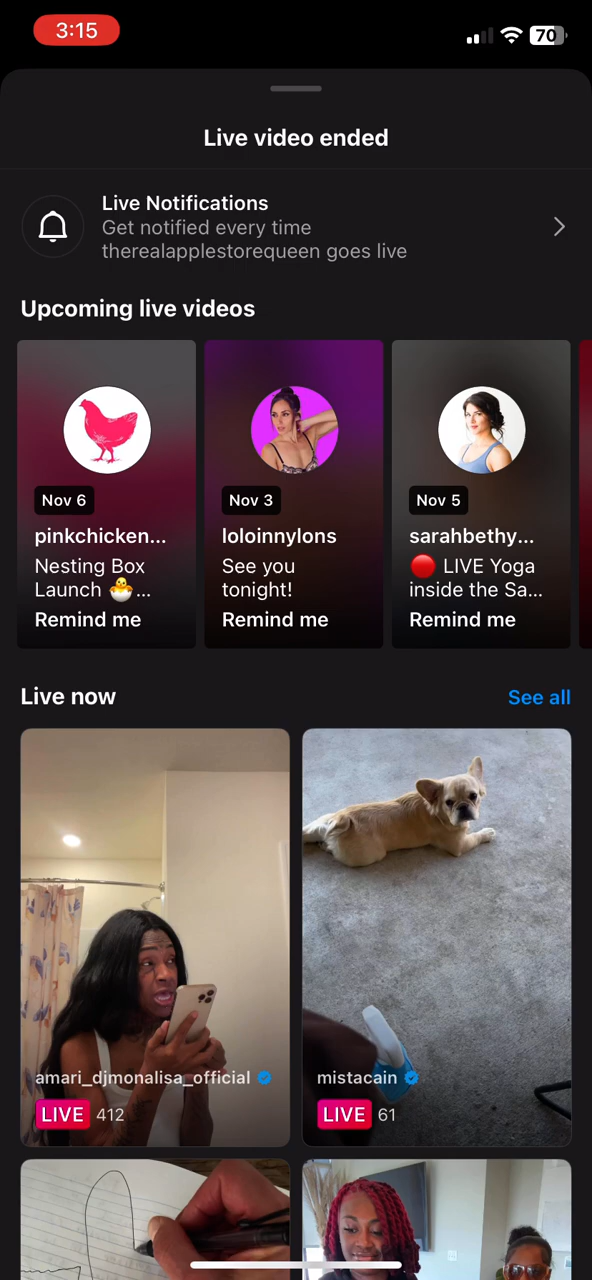 3:15
70
Live video ended
Live Notifications
Get notified every time
therealapplestorequeen goes live
Upcoming live videos
Nov 6
pinkchicken...
Nesting Box
Launch 🐣...
Remind me
Nov 3
loloinnylons
See you
tonight!
Remind me
Nov 5
sarahbethy...
🔴 LIVE Yoga
inside the Sa...
Remind me
Live now
See all
amari_djmonalisa_official
LIVE 412
mistacain
LIVE 61